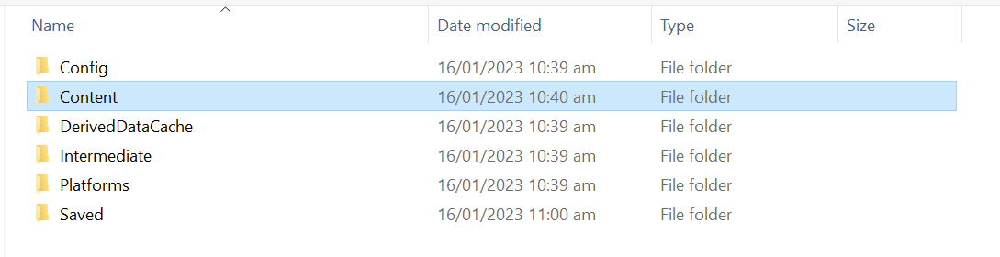 Name Date modified Type Size
Config 16/01/2023 10:39 am File folder
Content 16/01/2023 10:40 am File folder
DerivedDataCache 16/01/2023 10:39 am File folder
Intermediate 16/01/2023 10:39 am File folder
Platforms 16/01/2023 10:39 am File folder
Saved 16/01/2023 11:00 am File folder